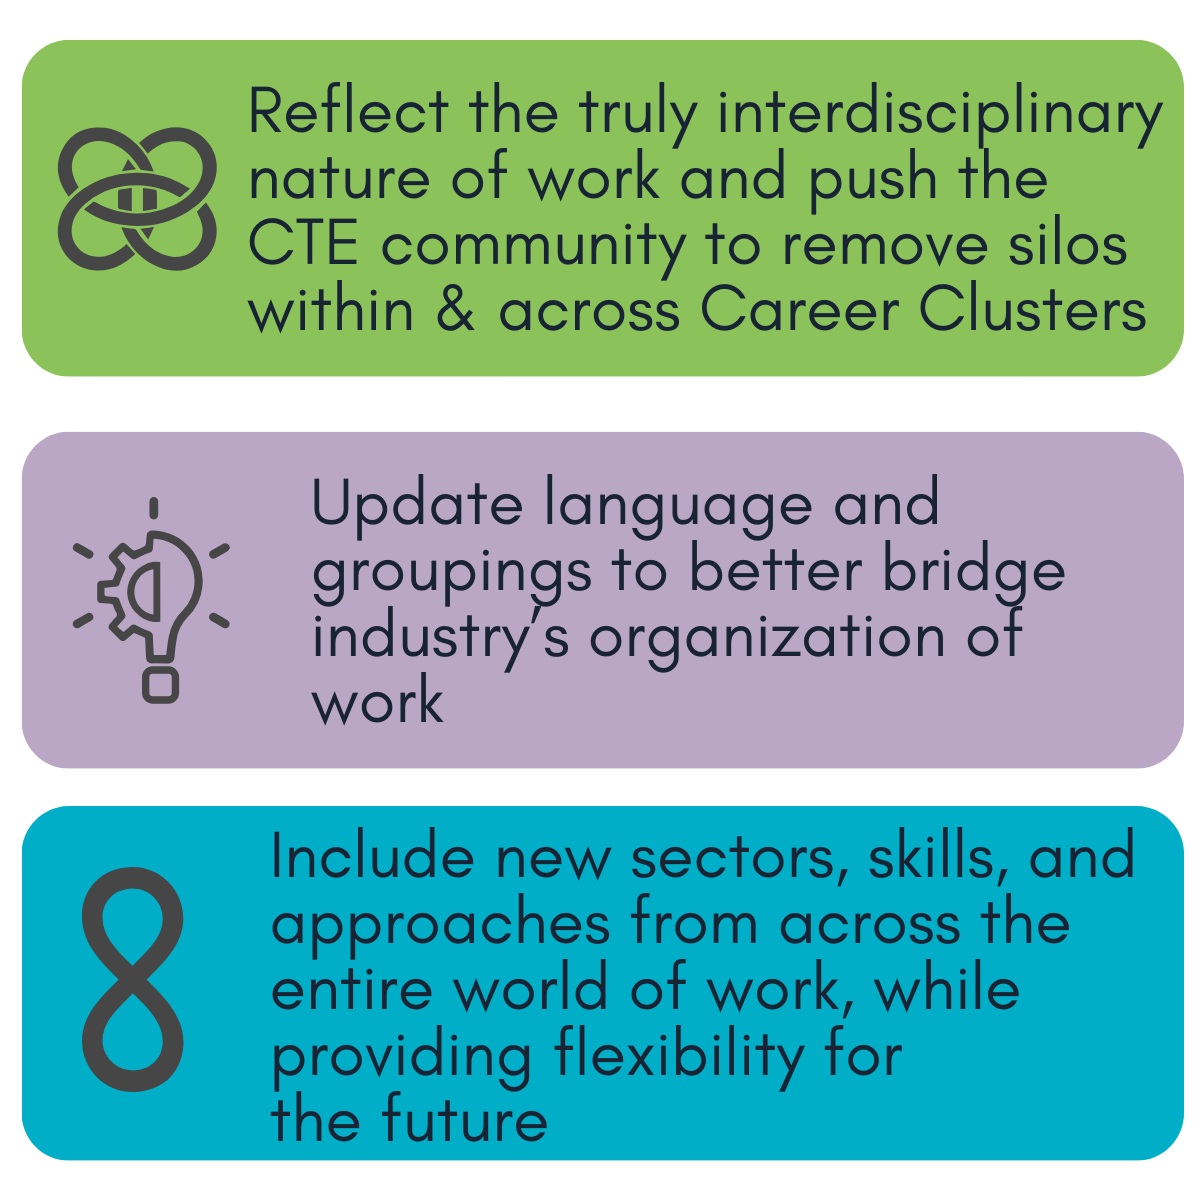 Reflect the truly interdisciplinary
nature of work and push the
CTE community to remove silos
within & across Career Clusters
Update language and
groupings to better bridge
industry’s organization of
work
Include new sectors, skills, and
approaches from across the
entire world of work, while
providing flexibility for
the future